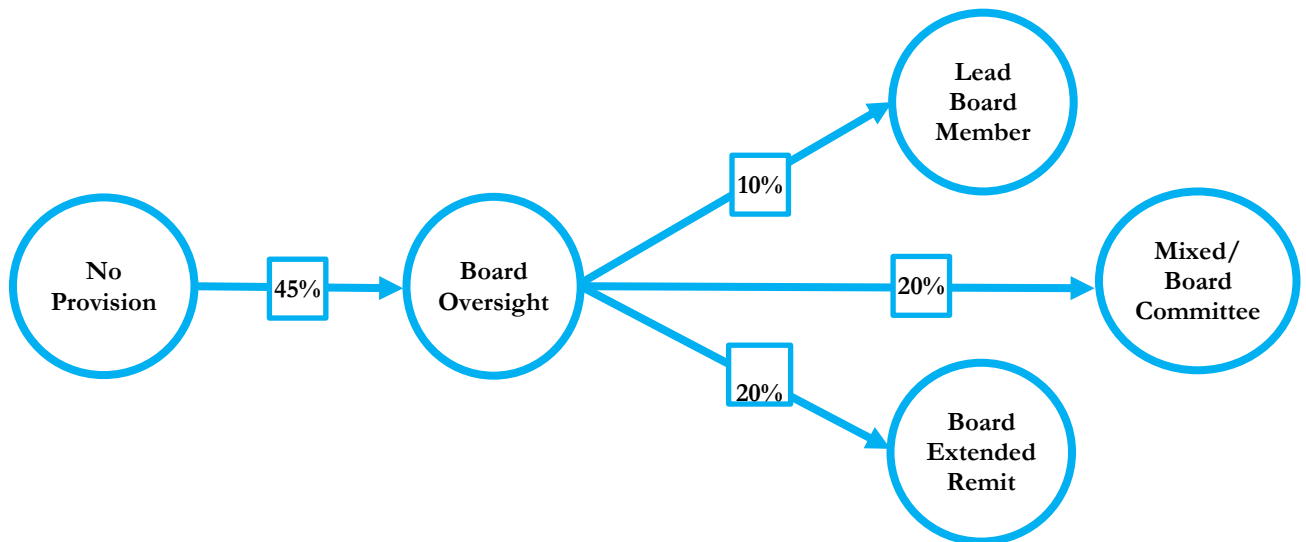 No
Provision
45%
Board
Oversight
10%
Lead
Board
Member
20%
Mixed/
Board
Committee
20%
Board
Extended
Remit